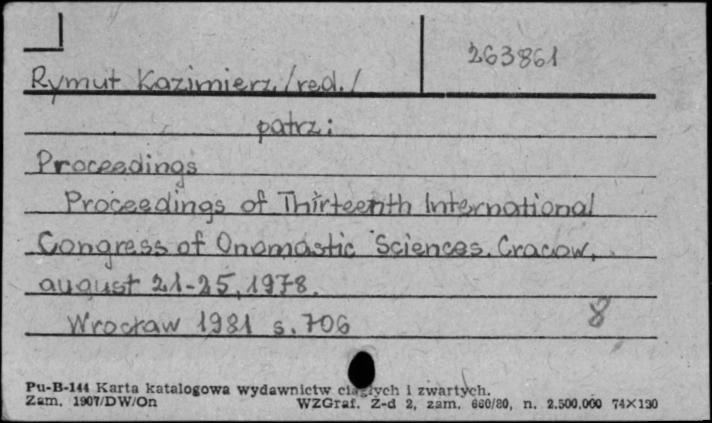 263861
Rymut Kazimierz /red./
patrz:
Proceedings
Proceedings of Thirteenth International
Congress of Onomastic Sciences. Cracow,
august 21-25, 1978.
Wrocław 1981 s. 706
8
Pu-B-144 Karta katalogowa wydawnictw ciągłych i zwartych.
Zam. 1907/DW/On WZGraf. Z-d 2, zam. 660/80, n. 2.500.000 74×130